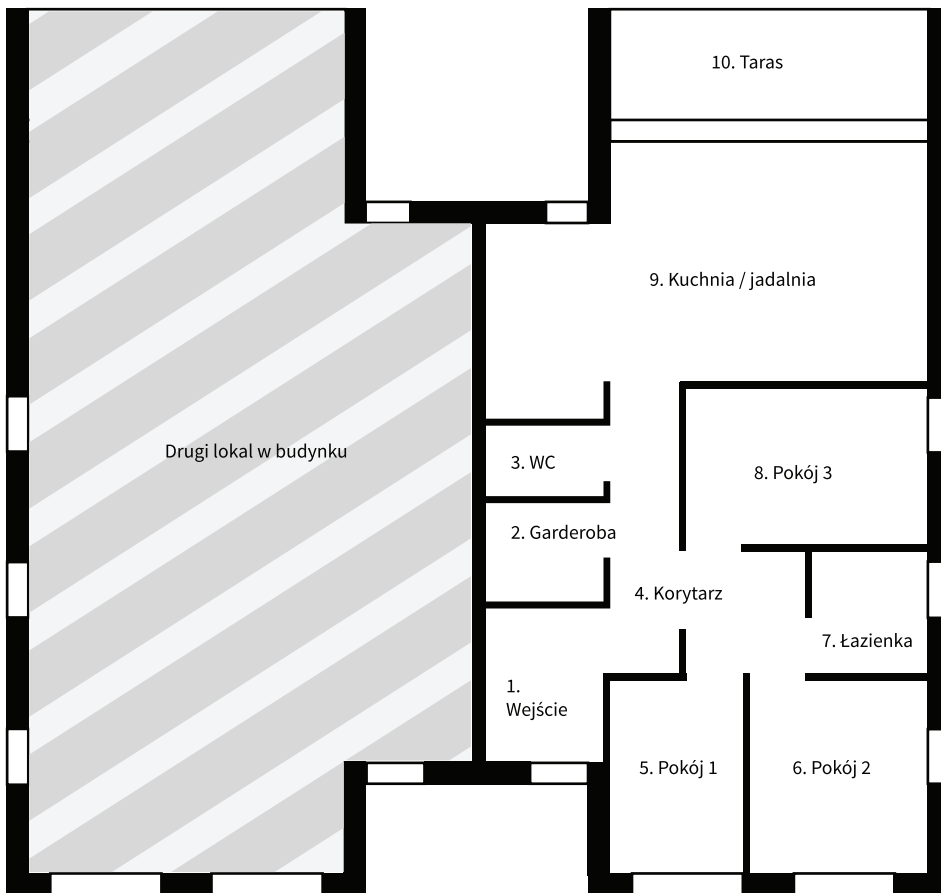 10. Taras
9. Kuchnia / jadalnia
Drugi lokal w budynku
3. WC
8. Pokój 3
2. Garderoba
4. Korytarz
7. Łazienka
1.
Wejście
5. Pokój 1
6. Pokój 2